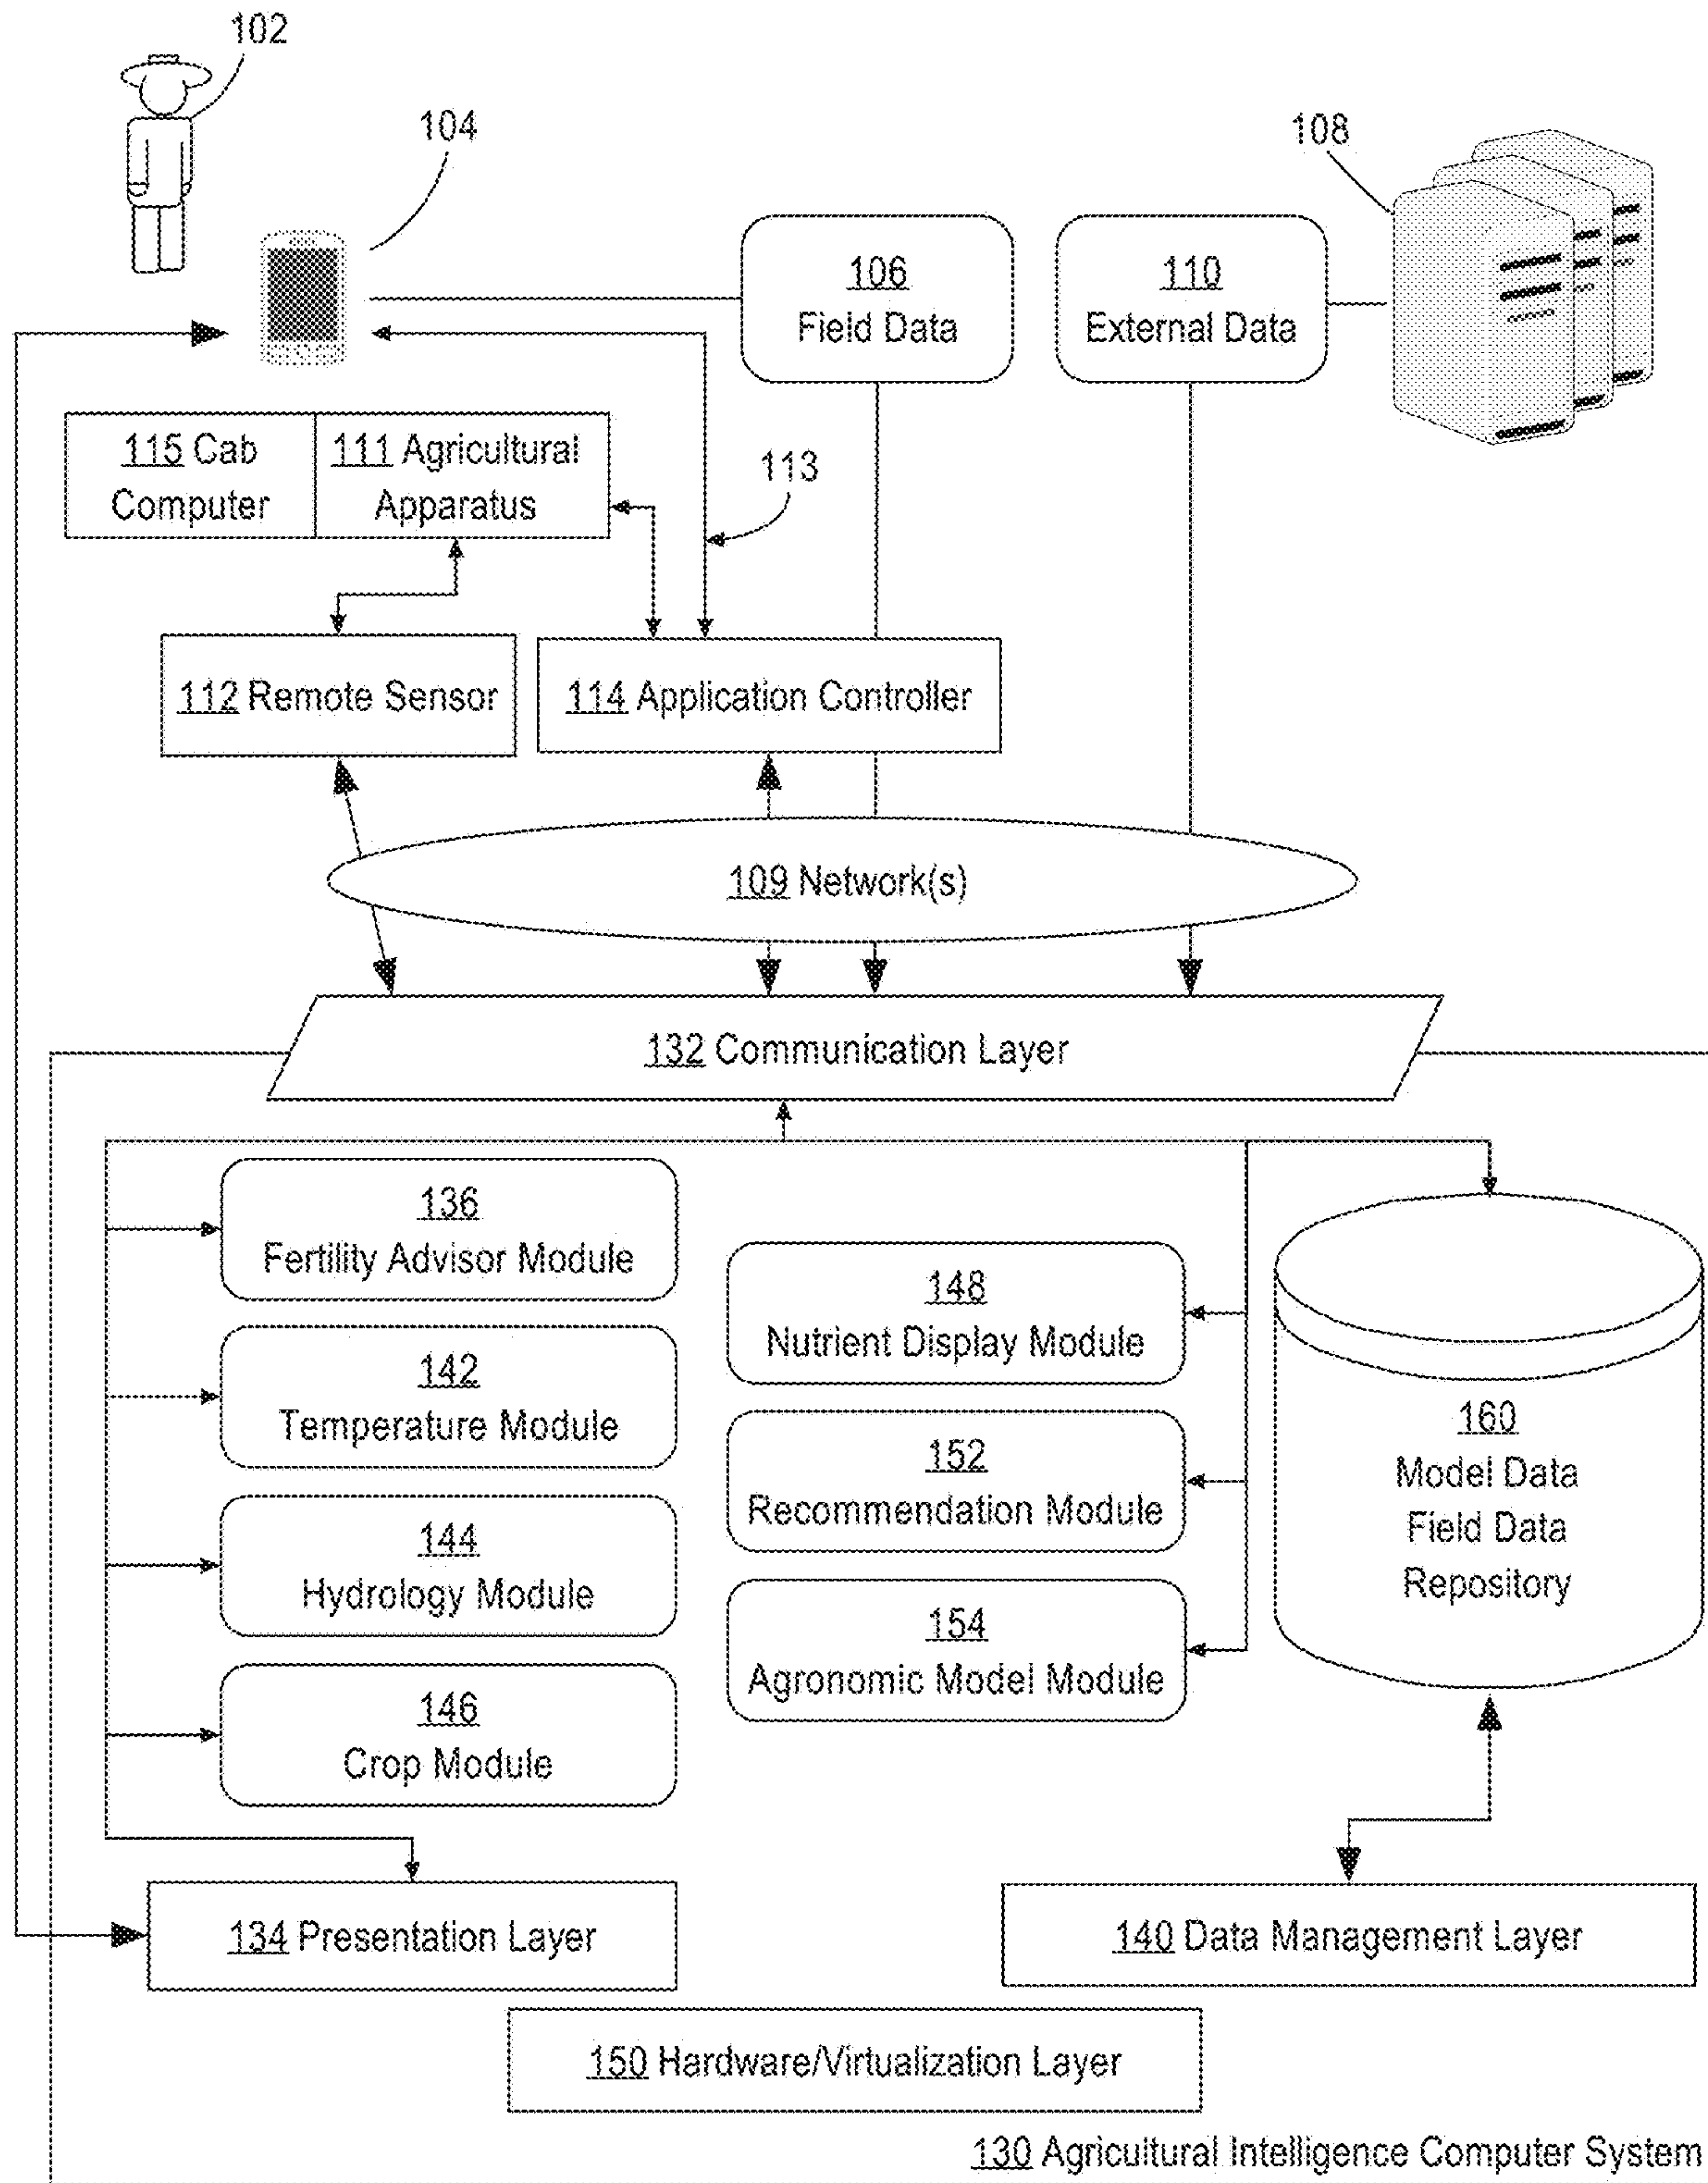 102
104
108
106
Field Data
110
External Data
115 Cab
Computer
111 Agricultural
Apparatus
113
112 Remote Sensor
114 Application Controller
109 Network(s)
132 Communication Layer
136
Fertility Advisor Module
142
Temperature Module
144
Hydrology Module
146
Crop Module
148
Nutrient Display Module
152
Recommendation Module
154
Agronomic Model Module
160
Model Data
Field Data
Repository
134 Presentation Layer
140 Data Management Layer
150 Hardware/Virtualization Layer
130 Agricultural Intelligence Computer System